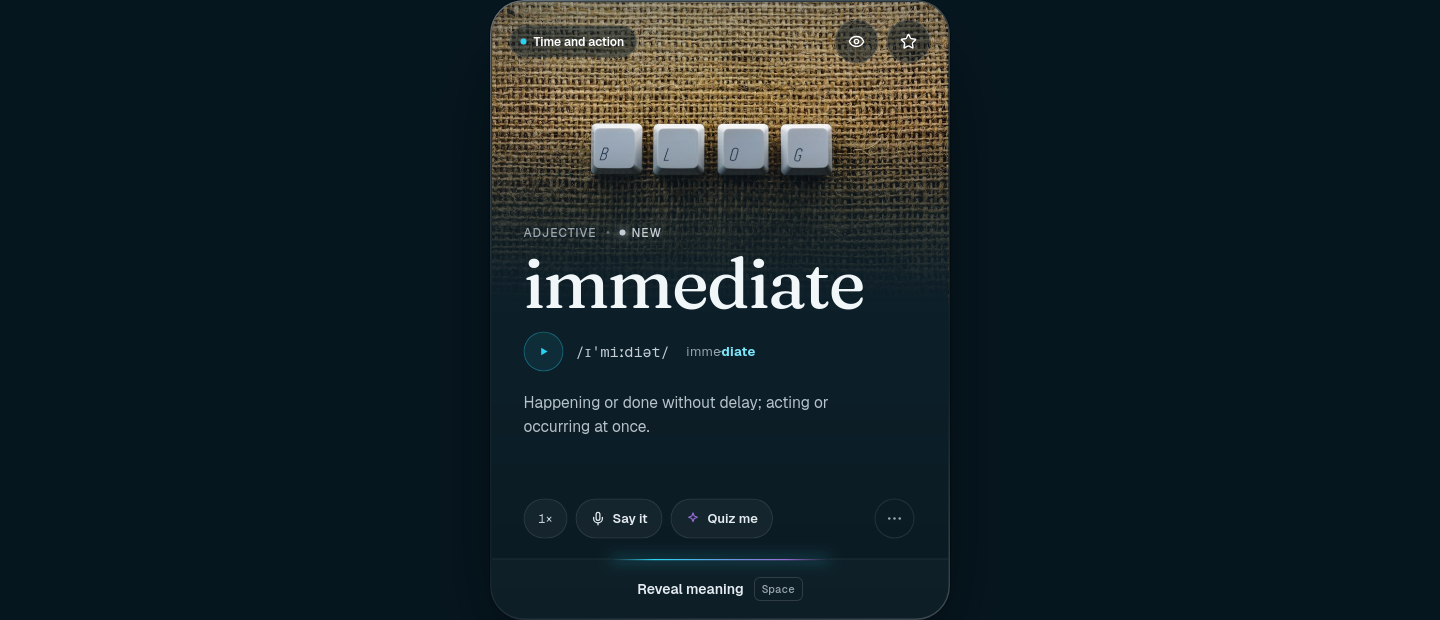 Time and action
B L O G
ADJECTIVE • NEW
immediate
/ɪˈmiːdiət/ immediate
Happening or done without delay; acting or
occurring at once.
1× Say it Quiz me
Reveal meaning Space